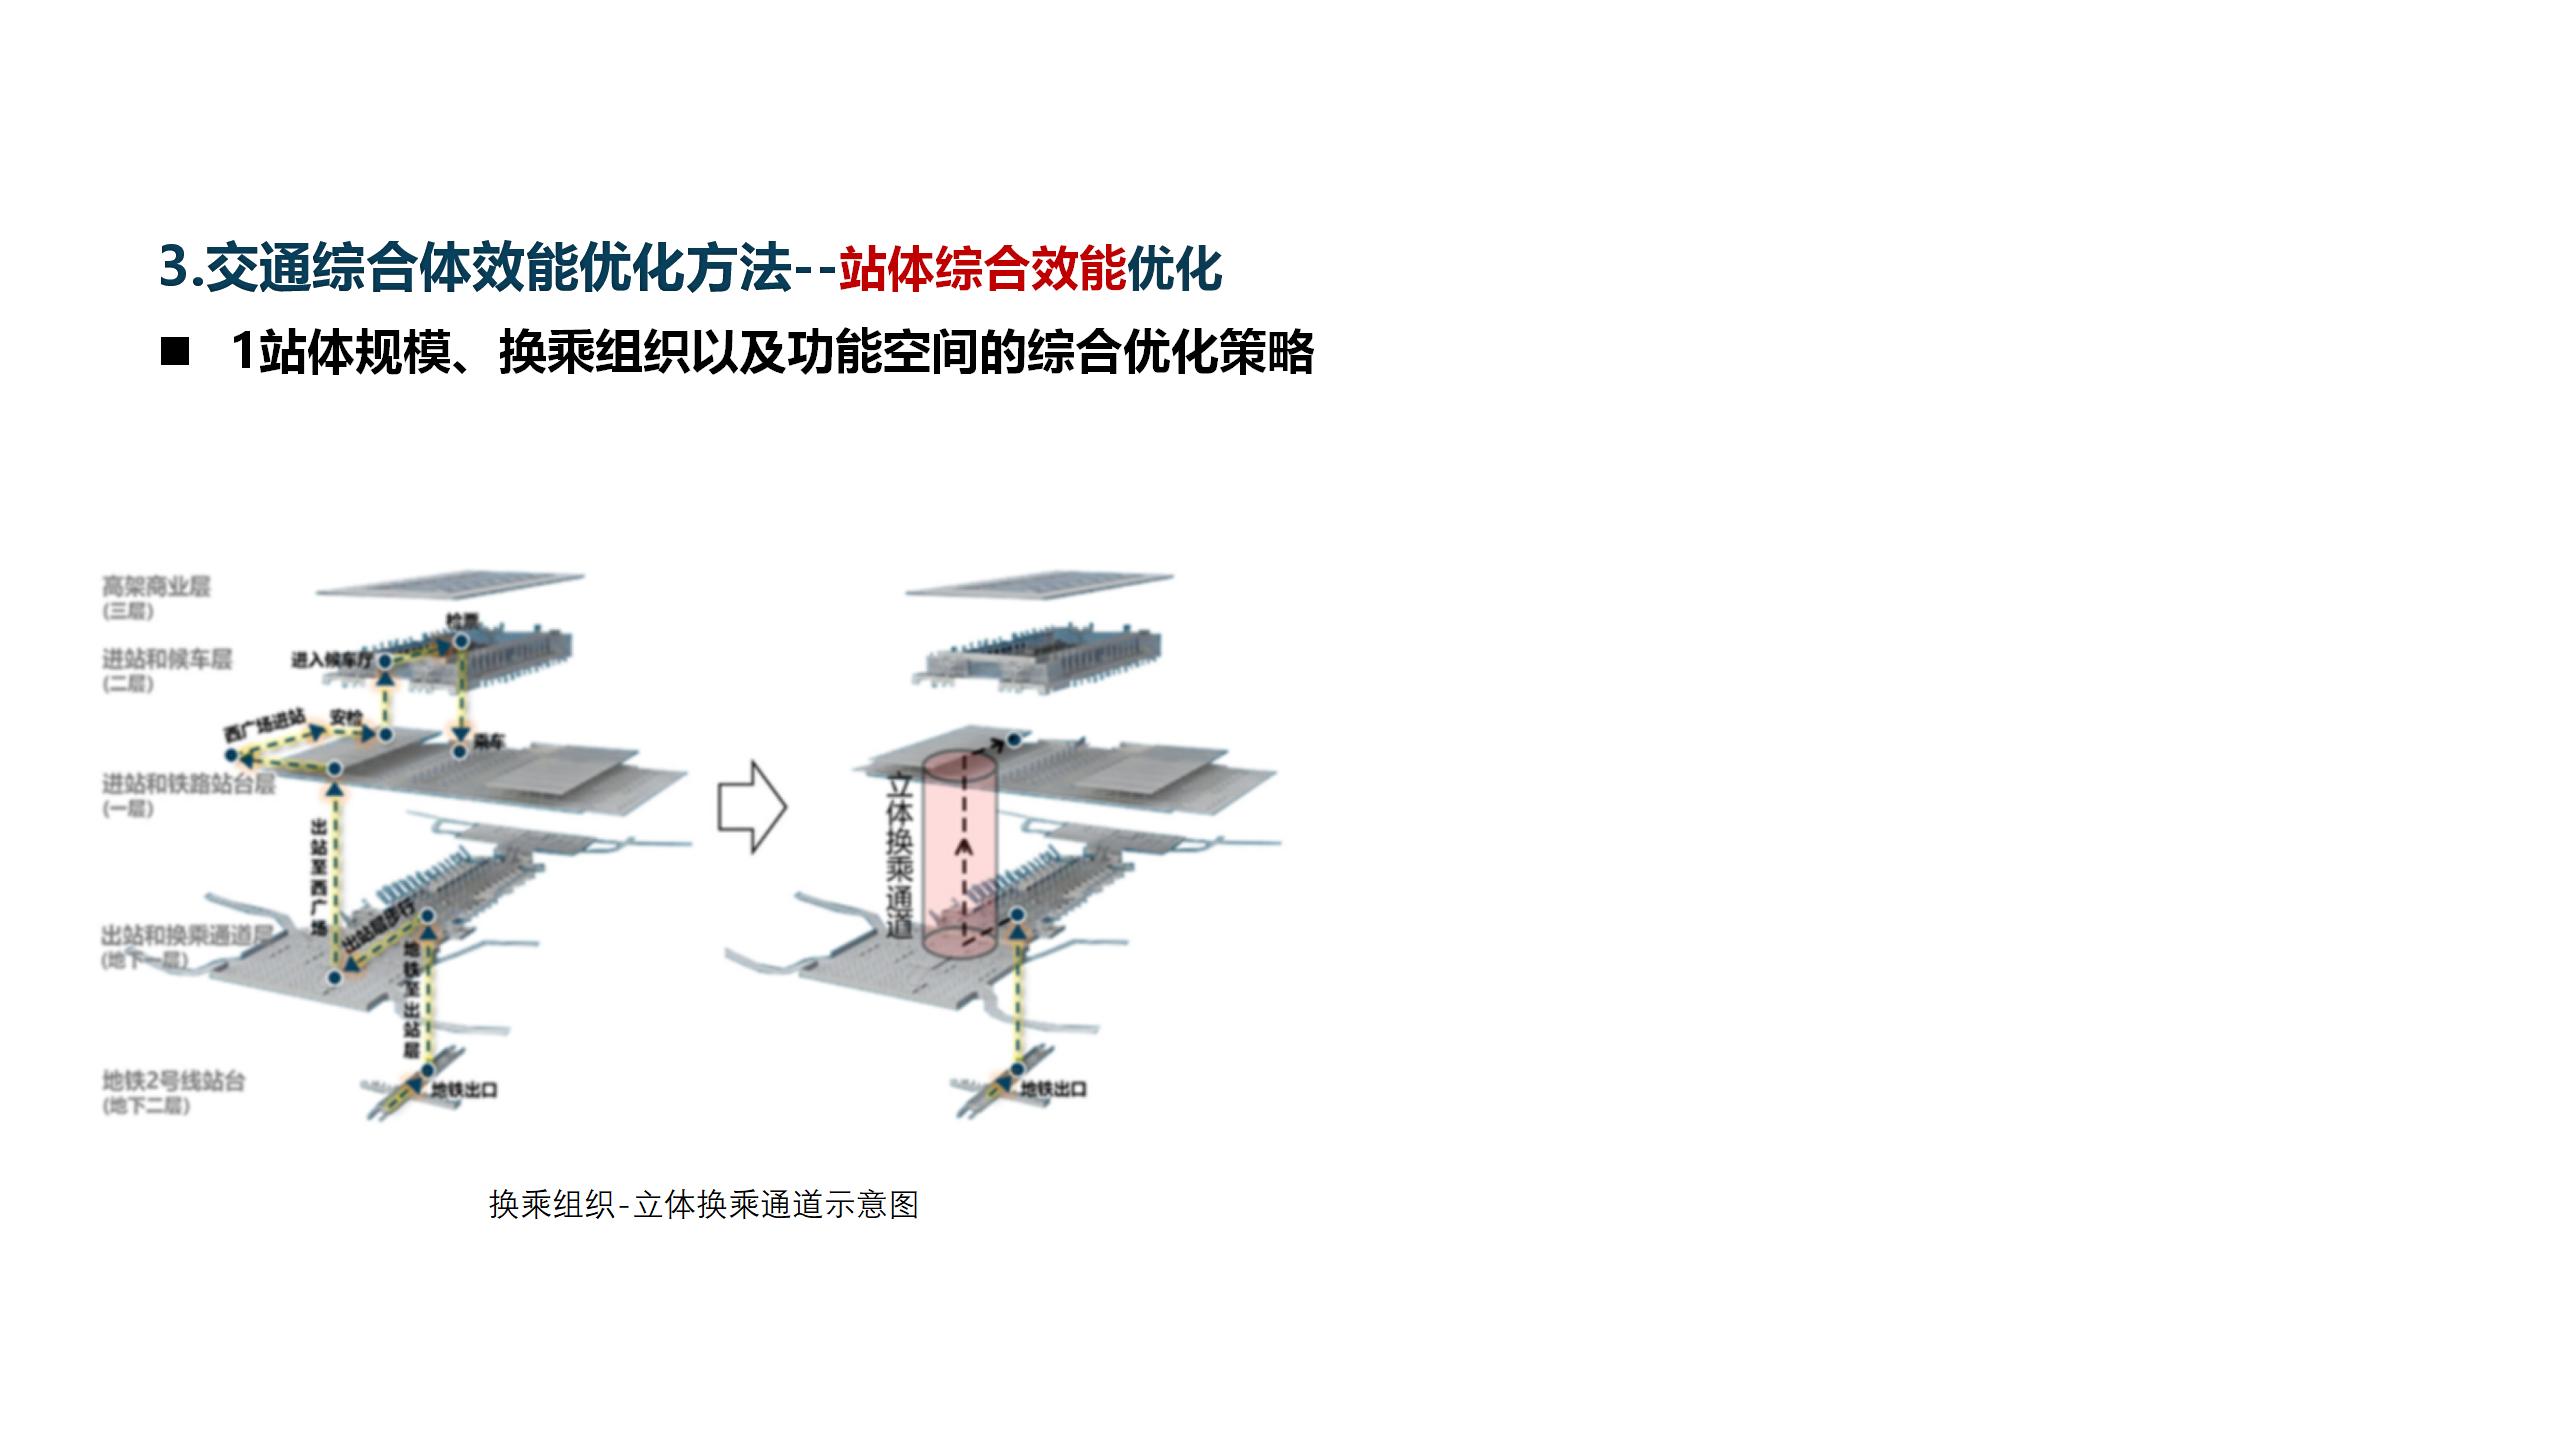 3.交通综合体效能优化方法--站体综合效能优化
■ 1站体规模、换乘组织以及功能空间的综合优化策略
高架商业层
(三层)
进站和候车层
(二层)
进站和铁路站台层
(一层)
出站和换乘通道层
(地下一层)
地铁2号线站台
(地下二层)
检票
进入候车厅
西广场进站
安检
乘车
出站至西广场
出站层步行
地铁至出站层
地铁出口
立体换乘通道
地铁出口
换乘组织-立体换乘通道示意图